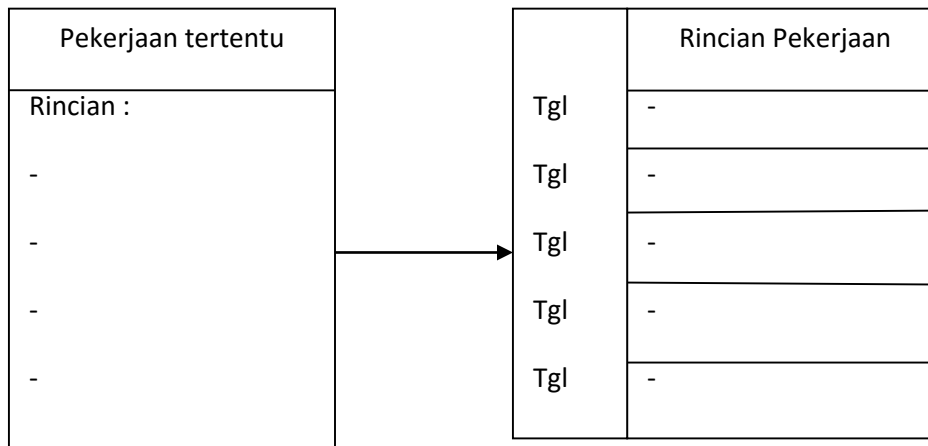 Pekerjaan tertentu
Rincian :
-
-
-
-
Rincian Pekerjaan
Tgl -
Tgl -
Tgl -
Tgl -
Tgl -